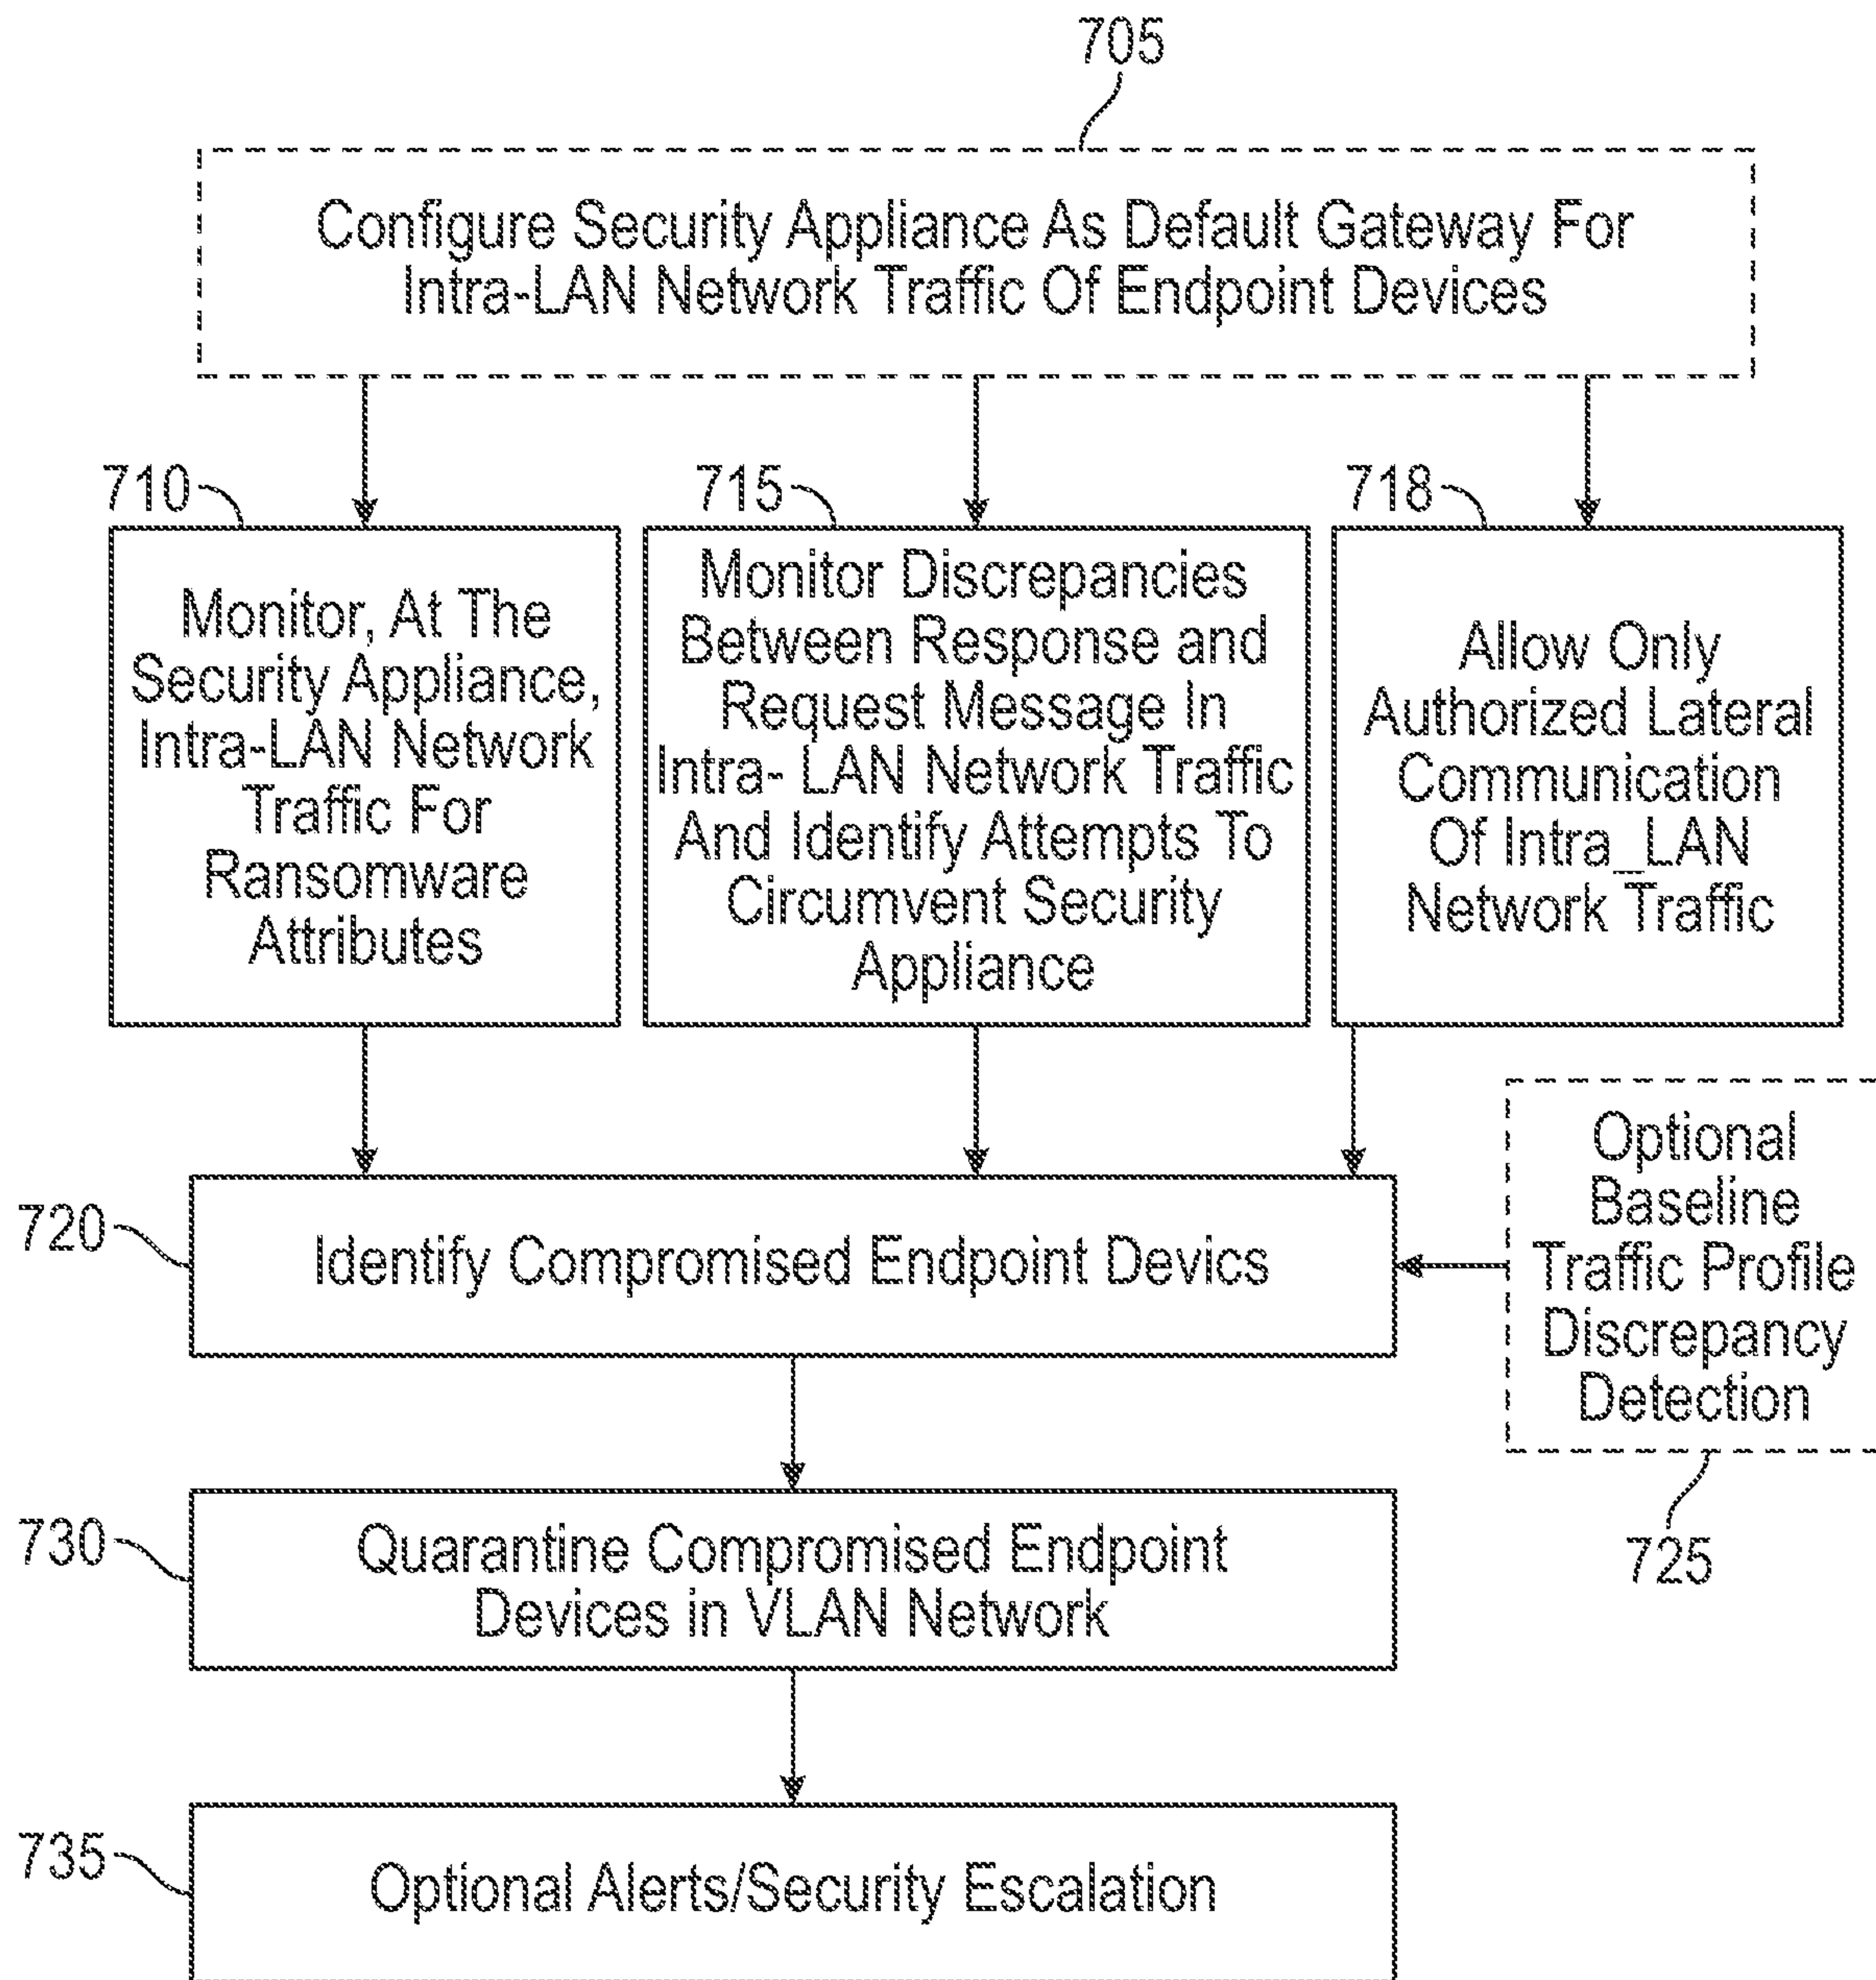 705
Configure Security Appliance As Default Gateway For
Intra-LAN Network Traffic Of Endpoint Devices
710
Monitor, At The
Security Appliance,
Intra-LAN Network
Traffic For
Ransomware
Attributes
715
Monitor Discrepancies
Between Response and
Request Message In
Intra- LAN Network Traffic
And Identify Attempts To
Circumvent Security
Appliance
718
Allow Only
Authorized Lateral
Communication
Of Intra_LAN
Network Traffic
720
Identify Compromised Endpoint Devics
Optional
Baseline
Traffic Profile
Discrepancy
Detection
725
730
Quarantine Compromised Endpoint
Devices in VLAN Network
735
Optional Alerts/Security Escalation